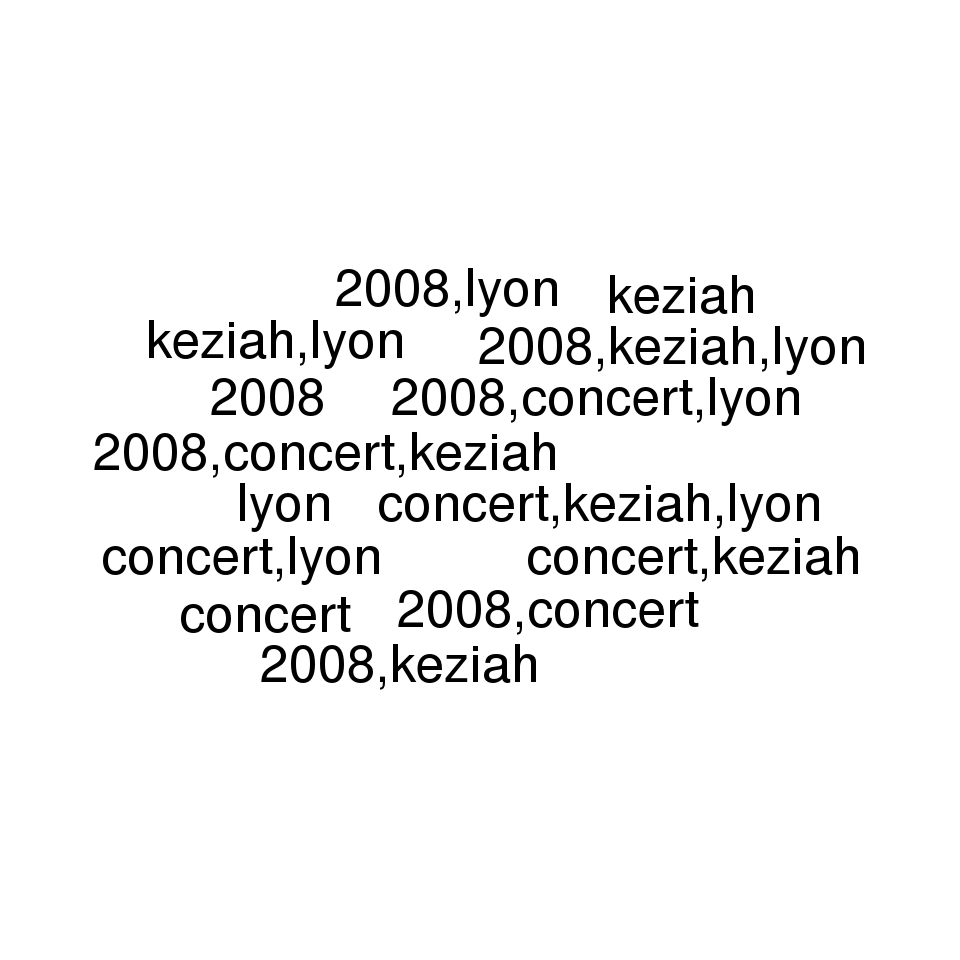 2008,lyon keziah
keziah,lyon 2008,keziah,lyon
2008 2008,concert,lyon
2008,concert,keziah
lyon concert,keziah,lyon
concert,lyon concert,keziah
concert 2008,concert
2008,keziah